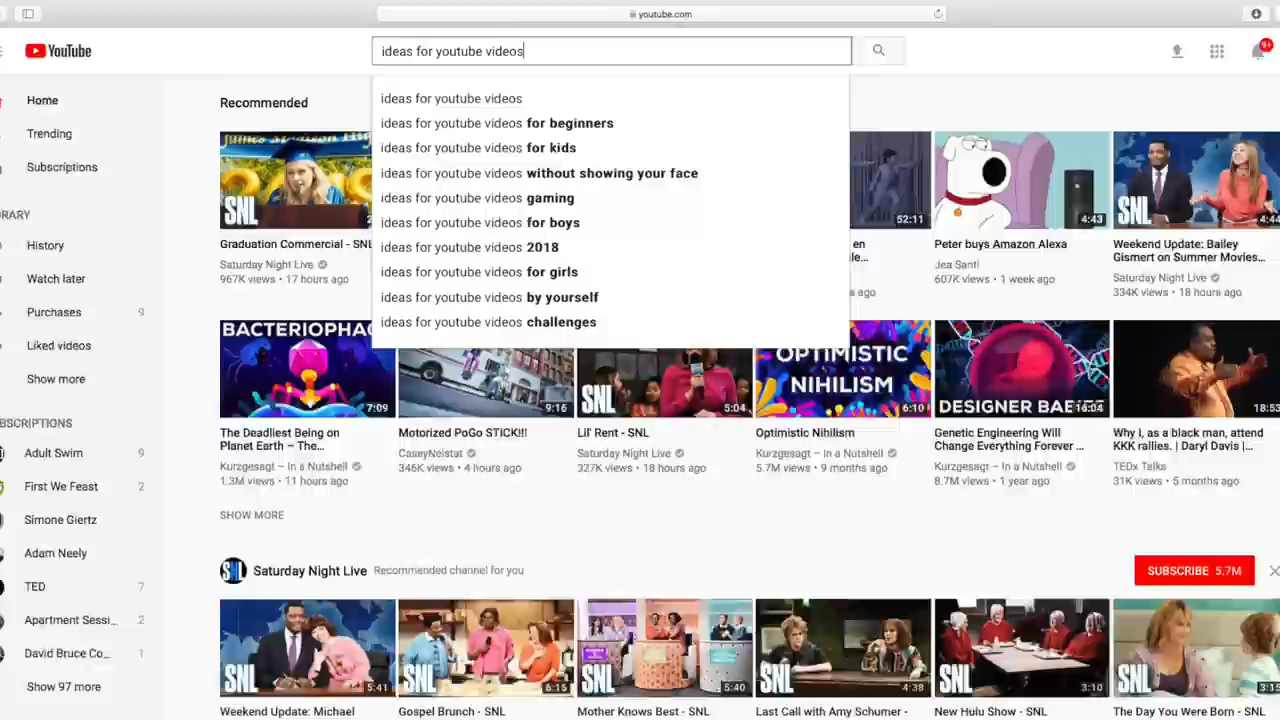 youtube.com
YouTube
ideas for youtube videos
9+
ideas for youtube videos
ideas for youtube videos for beginners
ideas for youtube videos for kids
ideas for youtube videos without showing your face
ideas for youtube videos gaming
ideas for youtube videos for boys
ideas for youtube videos 2018
ideas for youtube videos for girls
ideas for youtube videos by yourself
ideas for youtube videos challenges
Home
Trending
Subscriptions
RARY
History
Watch later
Purchases 9
Liked videos
Show more
BSCRIPTIONS
Adult Swim 9
First We Feast 2
Simone Giertz
Adam Neely
TED 7
Apartment Sessi... 2
David Bruce Co... 1
Show 97 more
Recommended
SNL
Graduation Commercial - SNL
Saturday Night Live
967K views • 17 hours ago
52:11
en
le...
s ago
4:43
Peter buys Amazon Alexa
Jea Santi
607K views • 1 week ago
SNL
4:44
Weekend Update: Bailey
Gismert on Summer Movies...
Saturday Night Live
334K views • 18 hours ago
BACTERIOPHAG
7:09
The Deadliest Being on
Planet Earth – The...
Kurzgesagt – In a Nutshell
1.3M views • 11 hours ago
9:16
Motorized PoGo STICK!!!
CaseyNeistat
346K views • 4 hours ago
SNL
5:04
Lil' Rent - SNL
Saturday Night Live
327K views • 18 hours ago
OPTIMISTIC
NIHILISM
6:10
Optimistic Nihilism
Kurzgesagt – In a Nutshell
5.7M views • 9 months ago
DESIGNER BABIES
16:04
Genetic Engineering Will
Change Everything Forever ...
Kurzgesagt – In a Nutshell
8.7M views • 1 year ago
18:53
Why I, as a black man, attend
KKK rallies. | Daryl Davis |...
TEDx Talks
31K views • 5 months ago
SHOW MORE
SNL
Saturday Night Live Recommended channel for you
SUBSCRIBE 5.7M
SNL
5:41
Weekend Update: Michael
SNL
6:15
Gospel Brunch - SNL
SNL
5:40
Mother Knows Best - SNL
SNL
4:38
Last Call with Amy Schumer -
SNL
3:10
New Hulu Show - SNL
SNL
3:15
The Day You Were Born - SNL